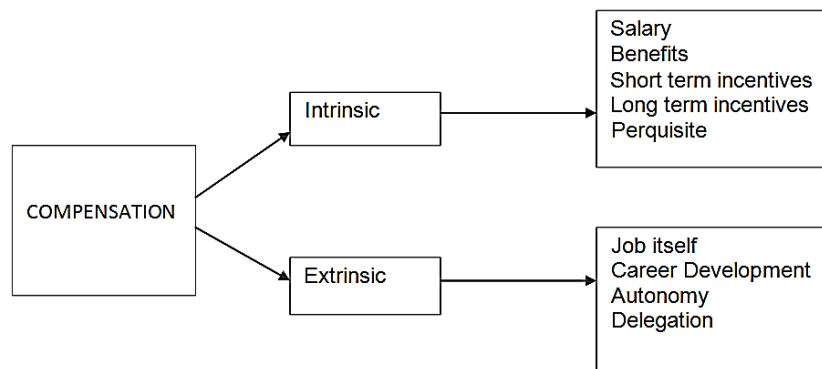 COMPENSATION
Intrinsic
Salary
Benefits
Short term incentives
Long term incentives
Perquisite
Extrinsic
Job itself
Career Development
Autonomy
Delegation